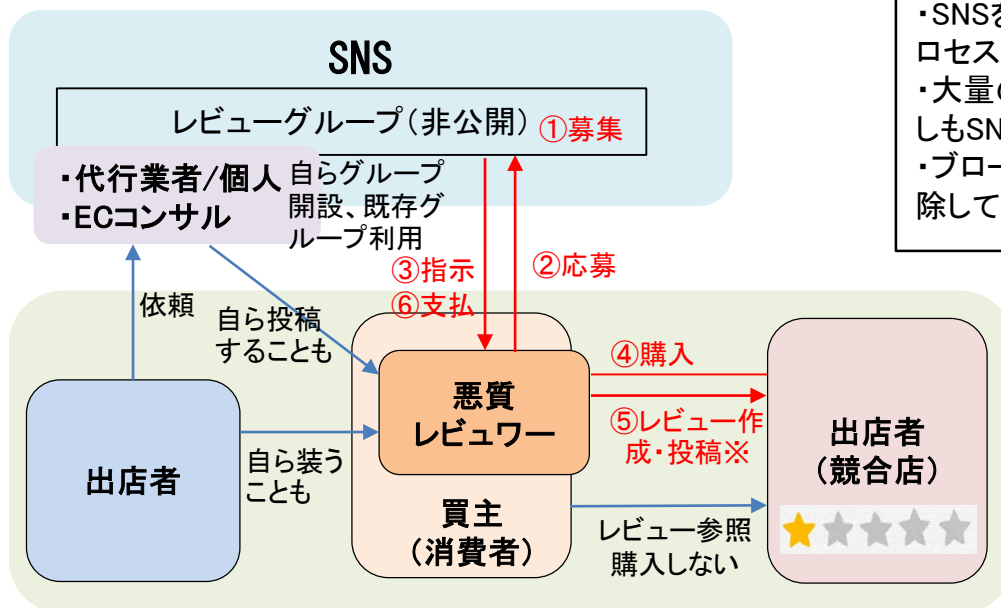 SNS
レビューグループ(非公開)
①募集
・代行業者/個人
・ECコンサル
自らグループ
開設、既存グ
ループ利用
③指示
⑥支払
②応募
依頼
自ら投稿
することも
悪質
レビュワー
④購入
⑤レビュー作
成・投稿※
出店者
自ら装う
ことも
買主
(消費者)
レビュー参照
購入しない
出店者
(競合店)
・SNSを
ロセス
・大量の
しもSN
・ブロー
除して